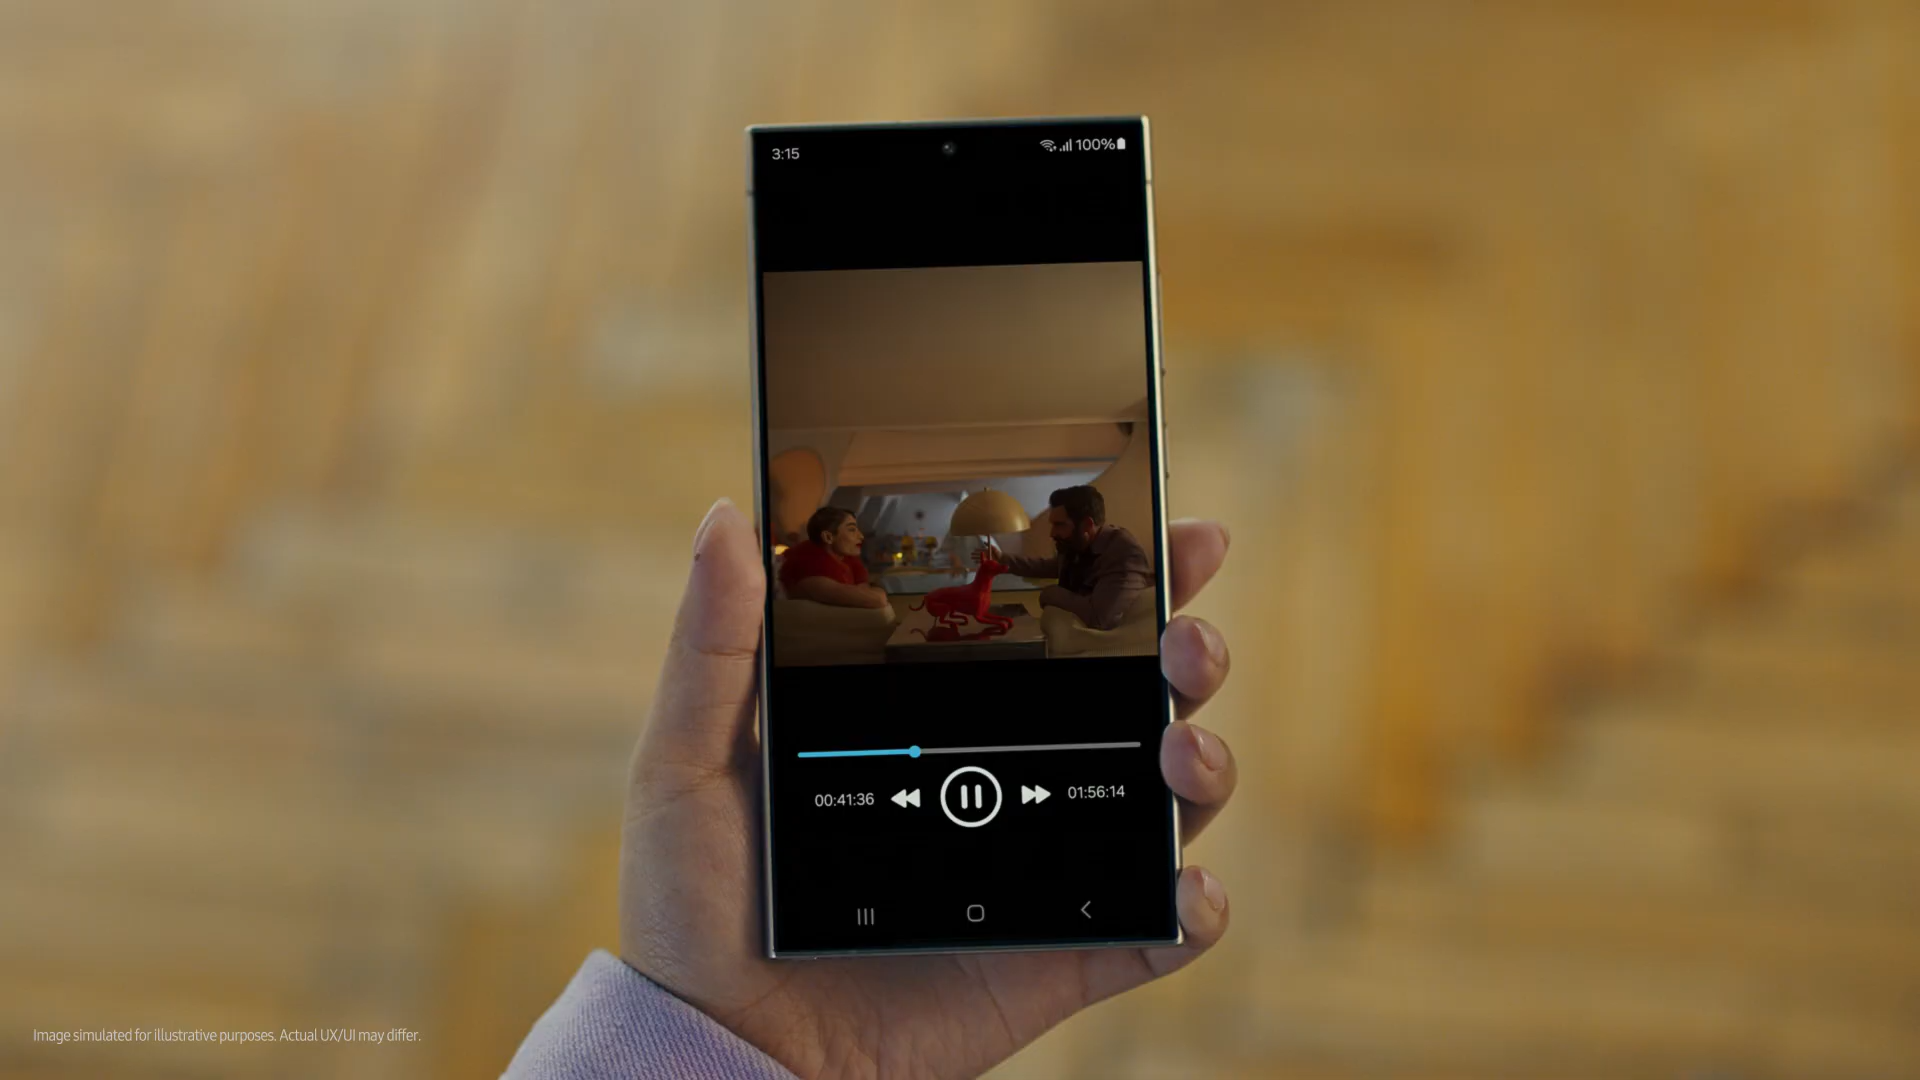 3:15
100%
00:41:36
01:56:14
Image simulated for illustrative purposes. Actual UX/UI may differ.